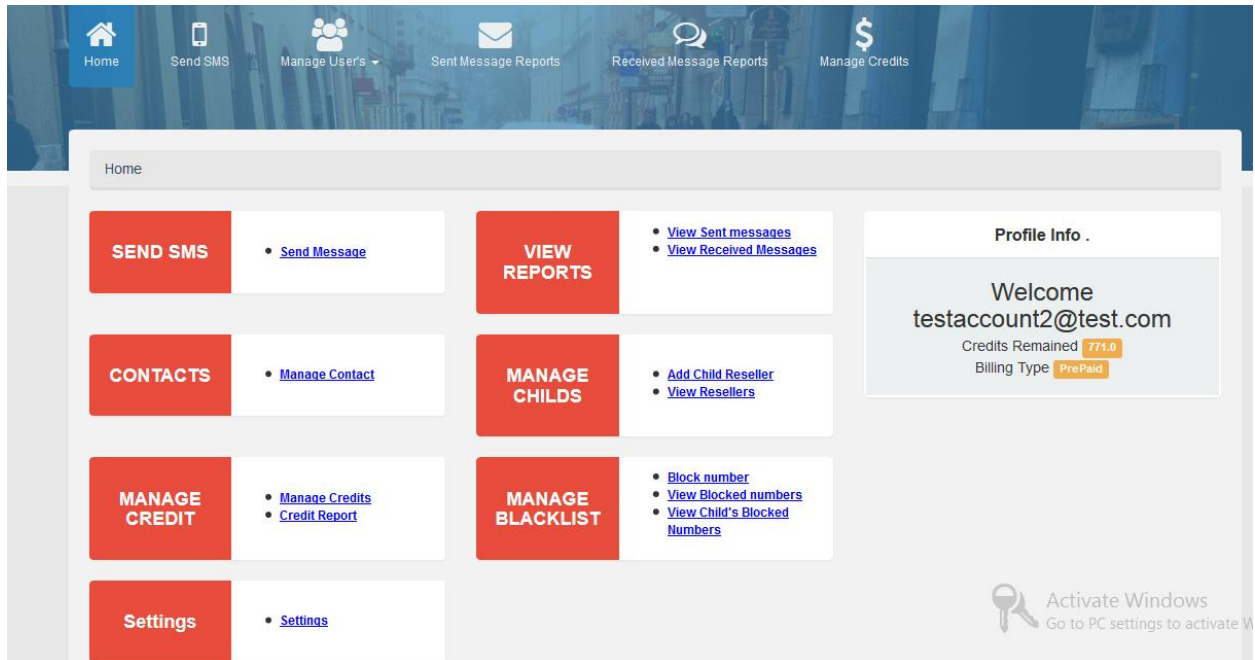 Home
Send SMS
Manage User's
Sent Message Reports
Received Message Reports
Manage Credits
Home
SEND SMS
Send Message
VIEW
REPORTS
View Sent messages
View Received Messages
Profile Info .
Welcome
testaccount2@test.com
Credits Remained 771.0
Billing Type PrePaid
CONTACTS
Manage Contact
MANAGE
CHILDS
Add Child Reseller
View Resellers
MANAGE
CREDIT
Manage Credits
Credit Report
MANAGE
BLACKLIST
Block number
View Blocked numbers
View Child's Blocked
Numbers
Settings
Settings
Activate Windows
Go to PC settings to activate W